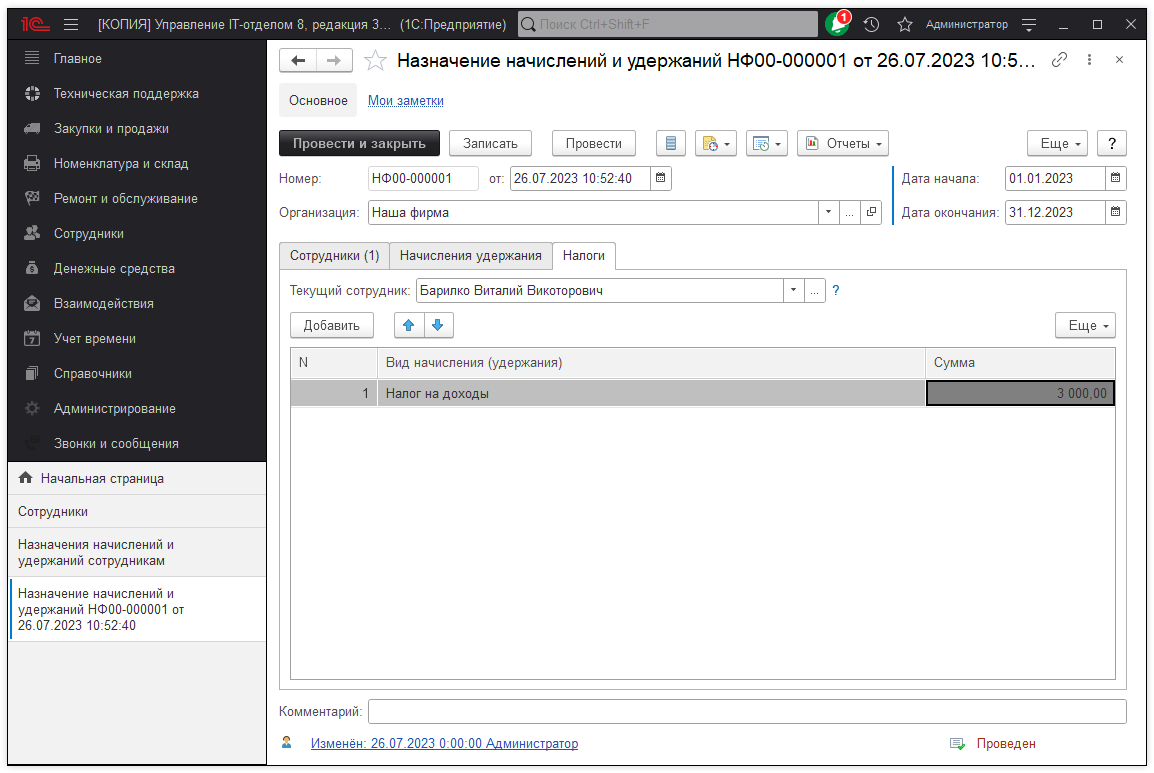 1С [КОПИЯ] Управление IT-отделом 8, редакция 3... (1С:Предприятие) Поиск Ctrl+Shift+F 1 Администратор
Главное
Техническая поддержка
Закупки и продажи
Номенклатура и склад
Ремонт и обслуживание
Сотрудники
Денежные средства
Взаимодействия
7 Учет времени
Справочники
Администрирование
Звонки и сообщения
Начальная страница
Сотрудники
Назначения начислений и
удержаний сотрудникам
Назначение начислений и
удержаний НФ00-000001 от
26.07.2023 10:52:40
Назначение начислений и удержаний НФ00-000001 от 26.07.2023 10:5...
Основное Мои заметки
Провести и закрыть Записать Провести Отчеты Еще ?
Номер: НФ00-000001 от: 26.07.2023 10:52:40 Дата начала: 01.01.2023
Организация: Наша фирма ... Дата окончания: 31.12.2023
Сотрудники (1) Начисления удержания Налоги
Текущий сотрудник: Барилко Виталий Викоторович ... ?
Добавить Еще
N Вид начисления (удержания) Сумма
1 Налог на доходы 3 000,00
Комментарий:
Изменён: 26.07.2023 0:00:00 Администратор Проведен